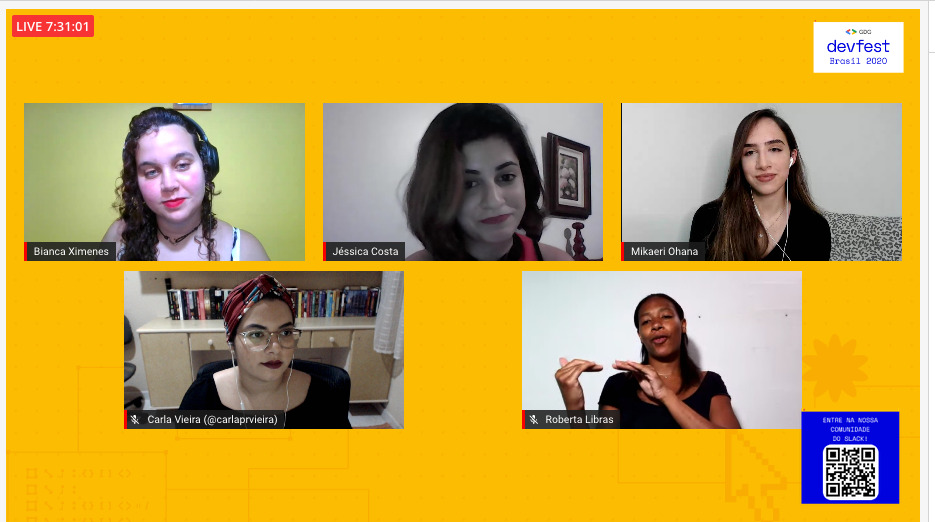 LIVE 7:31:01
GDG
devfest
Brasil 2020
Bianca Ximenes
Jéssica Costa
Mikaeri Ohana
Carla Vieira (@carlaprvieira)
Roberta Libras
ENTRE NA NOSSA
COMUNIDADE
DO SLACK!